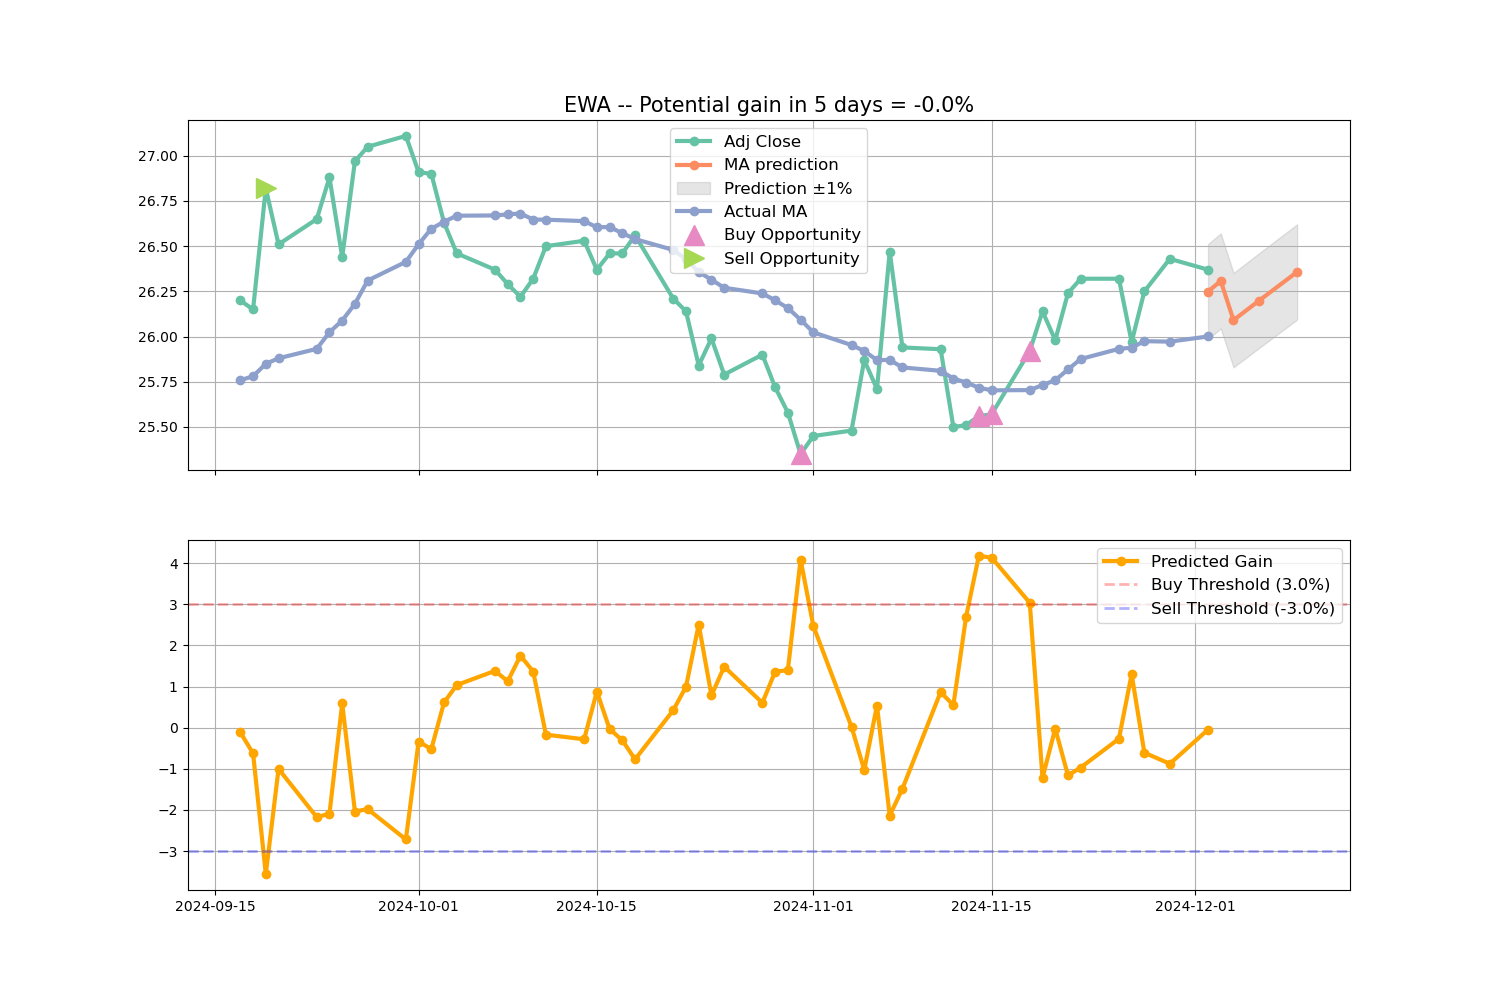 EWA -- Potential gain in 5 days = -0.0%
27.00
26.75
26.50
26.25
26.00
25.75
25.50
Adj Close
MA prediction
Prediction ±1%
Actual MA
Buy Opportunity
Sell Opportunity
4
3
2
1
0
−1
−2
−3
Predicted Gain
Buy Threshold (3.0%)
Sell Threshold (-3.0%)
2024-09-15
2024-10-01
2024-10-15
2024-11-01
2024-11-15
2024-12-01